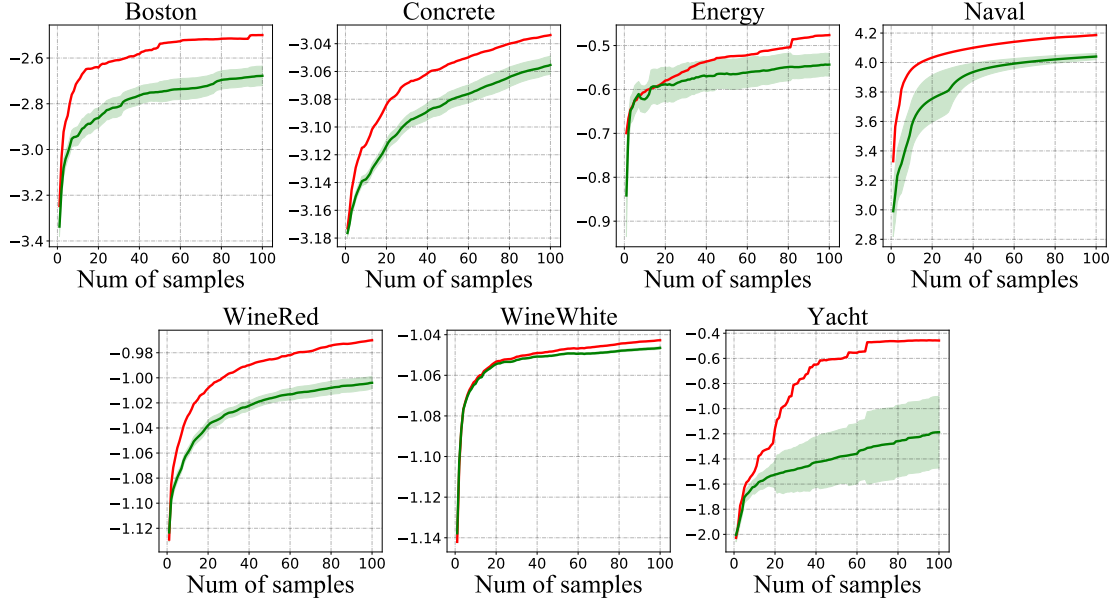 Boston
−2.6
−2.8
−3.0
−3.2
−3.4
0 20 40 60 80 100
Num of samples
Concrete
−3.04
−3.06
−3.08
−3.10
−3.12
−3.14
−3.16
−3.18
0 20 40 60 80 100
Num of samples
Energy
−0.5
−0.6
−0.7
−0.8
−0.9
0 20 40 60 80 100
Num of samples
Naval
4.2
4.0
3.8
3.6
3.4
3.2
3.0
2.8
0 20 40 60 80 100
Num of samples
WineRed
−0.98
−1.00
−1.02
−1.04
−1.06
−1.08
−1.10
−1.12
0 20 40 60 80 100
Num of samples
WineWhite
−1.04
−1.06
−1.08
−1.10
−1.12
−1.14
0 20 40 60 80 100
Num of samples
Yacht
−0.4
−0.6
−0.8
−1.0
−1.2
−1.4
−1.6
−1.8
−2.0
0 20 40 60 80 100
Num of samples